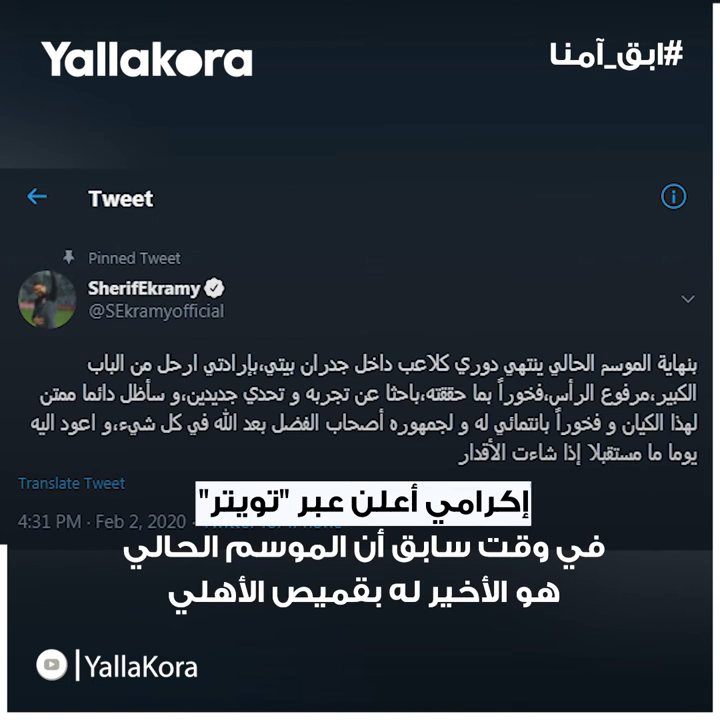 Yallakora
#ابق_آمنا
Tweet
Pinned Tweet
SherifEkramy
@SEkramyofficial
بنهاية الموسم الحالي ينتهي دوري كلاعب داخل جدران بيتي،بإرادتي ارحل من الباب
الكبير،مرفوع الرأس،فخوراً بما حققته،باحثا عن تجربه و تحدي جديدين،و سأظل دائما ممتن
لهذا الكيان و فخوراً بانتمائي له و لجمهوره أصحاب الفضل بعد الله في كل شيء،و اعود اليه
يوما ما مستقبلا إذا شاءت الأقدار
Translate Tweet
4:31 PM · Feb 2, 2020 · Twitter for iPhone
إكرامي أعلن عبر "تويتر"
في وقت سابق أن الموسم الحالي
هو الأخير له بقميص الأهلي
YallaKora